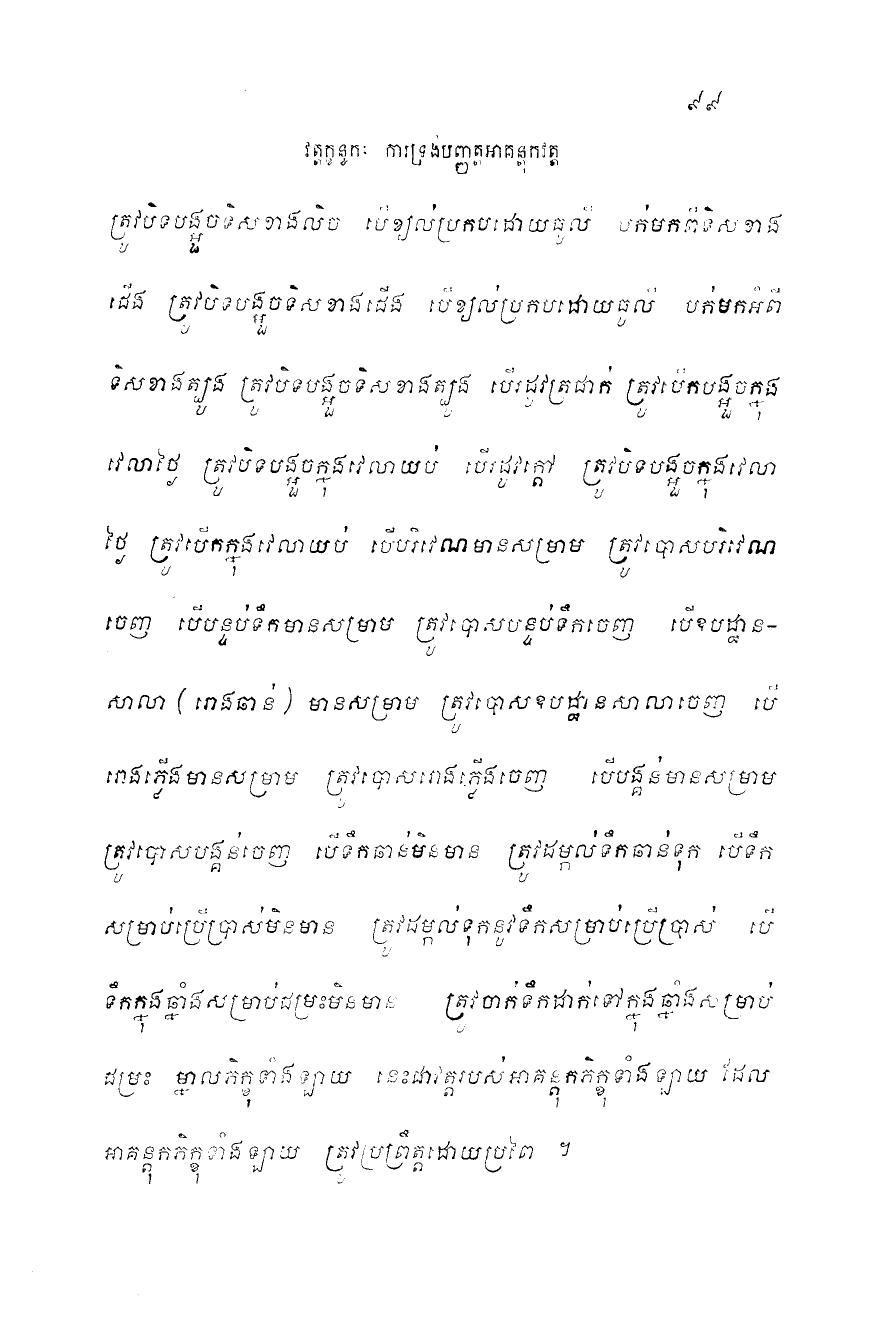 ៩៩
វត្តក្ខន្ធកៈ ការទ្រង់បញ្ញត្តអាគន្តុកវត្ត
ត្រូវបិទបង្អួចទិសខាងលិច បើខ្យល់ប្រកបដោយធូលី បក់មកពីទិសខាង
ជើង ត្រូវបិទបង្អួចទិសខាងជើង បើខ្យល់ប្រកបដោយធូលី បក់មកអំពី
ទិសខាងត្បូង ត្រូវបិទបង្អួចទិសខាងត្បូង បើរដូវត្រជាក់ ត្រូវបើកបង្អួចក្នុង
វេលាថ្ងៃ ត្រូវបិទបង្អួចក្នុងវេលាយប់ បើរដូវក្តៅ ត្រូវបិទបង្អួចក្នុងវេលា
ថ្ងៃ ត្រូវបើកក្នុងវេលាយប់ បើបរិវេណមានសម្រាម ត្រូវបោសបរិវេណ
ចេញ បើបន្ទប់ទឹកមានសម្រាម ត្រូវបោសបន្ទប់ទឹកចេញ បើឧបដ្ឋាន-
សាលា (រោងឆាន់) មានសម្រាម ត្រូវបោសឧបដ្ឋានសាលាចេញ បើ
រោងភ្លើងមានសម្រាម ត្រូវបោសរោងភ្លើងចេញ បើបង្គន់មានសម្រាម
ត្រូវបោសបង្គន់ចេញ បើទឹកឆាន់មិនមាន ត្រូវដម្កល់ទឹកឆាន់ទុក បើទឹក
សម្រាប់ប្រើប្រាស់មិនមាន ត្រូវដម្កល់ទុកនូវទឹកសម្រាប់ប្រើប្រាស់ បើ
ទឹកក្នុងឆ្នាំងសម្រាប់ជម្រះមិនមាន ត្រូវចាក់ទឹកដាក់ទៅក្នុងឆ្នាំងសម្រាប់
ជម្រះ ម្នាលភិក្ខុទាំងឡាយ នេះជាវត្តរបស់អាគន្តុកភិក្ខុទាំងឡាយ ដែល
អាគន្តុកភិក្ខុទាំងឡាយ ត្រូវប្រព្រឹត្តដោយប្រពៃ ។